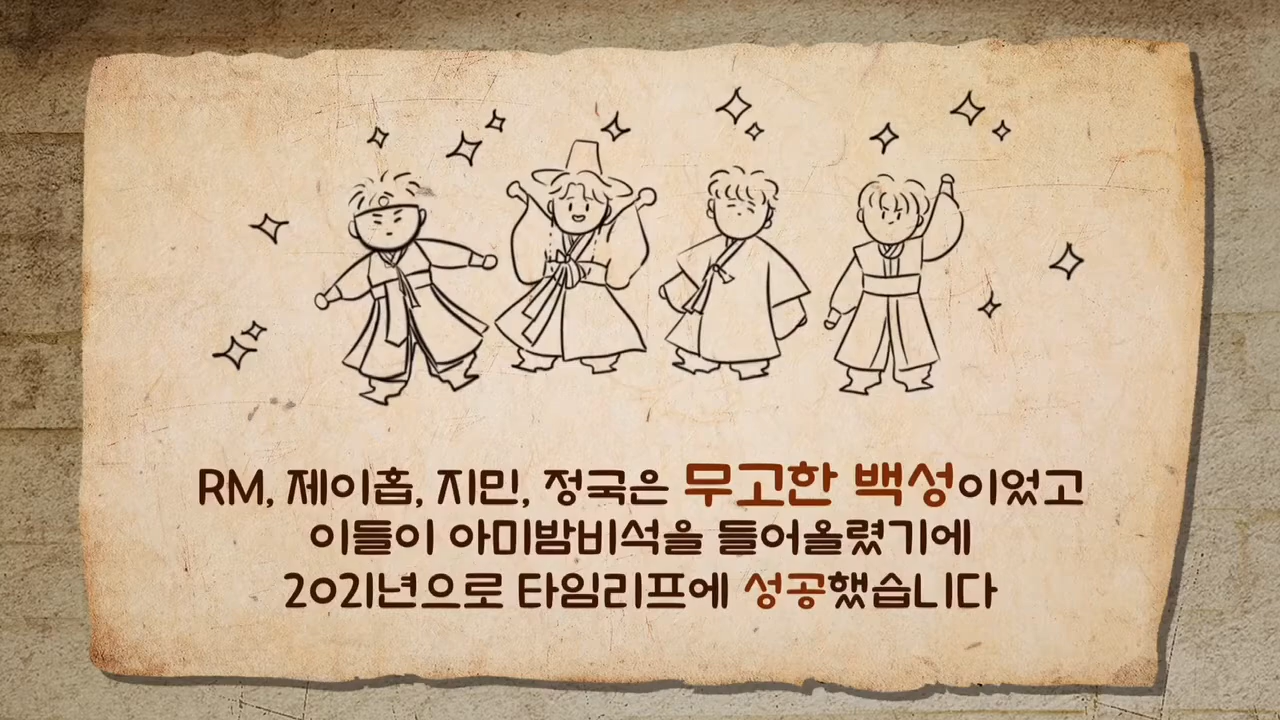 RM, 제이홉, 지민, 정국은 무고한 백성이었고
이들이 아미밤비석을 들어올렸기에
2021년으로 타임리프에 성공했습니다